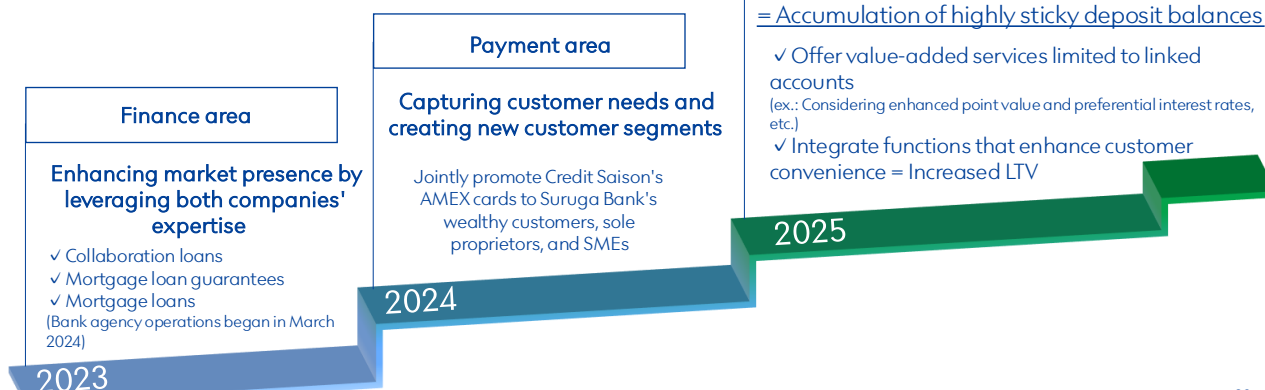 Finance area
Enhancing market presence by
leveraging both companies'
expertise
✓ Collaboration loans
✓ Mortgage loan guarantees
✓ Mortgage loans
(Bank agency operations began in March
2024)
2023
Payment area
Capturing customer needs and
creating new customer segments
Jointly promote Credit Saison's
AMEX cards to Suruga Bank's
wealthy customers, sole
proprietors, and SMEs
2024
= Accumulation of highly sticky deposit balances
✓ Offer value-added services limited to linked
accounts
(ex.: Considering enhanced point value and preferential interest rates,
etc.)
✓ Integrate functions that enhance customer
convenience = Increased LTV
2025